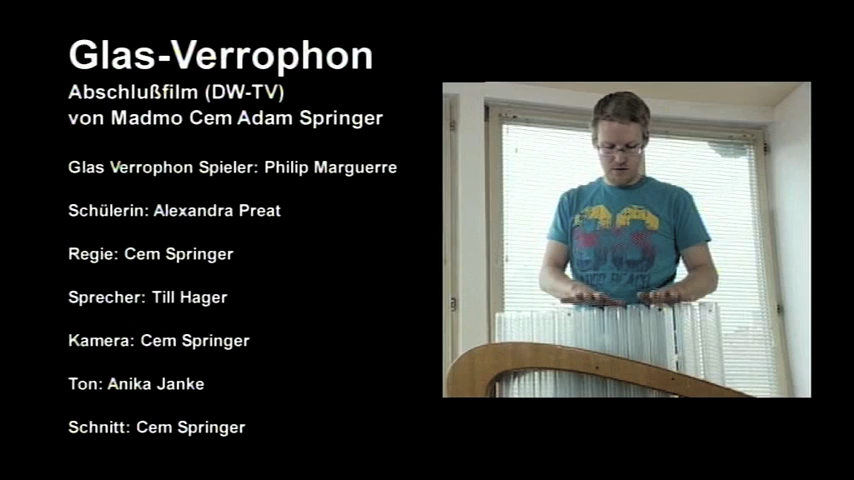 Glas-Verrophon
Abschlußfilm (DW-TV)
von Madmo Cem Adam Springer
Glas Verrophon Spieler: Philip Marguerre
Schülerin: Alexandra Preat
Regie: Cem Springer
Sprecher: Till Hager
Kamera: Cem Springer
Ton: Anika Janke
Schnitt: Cem Springer